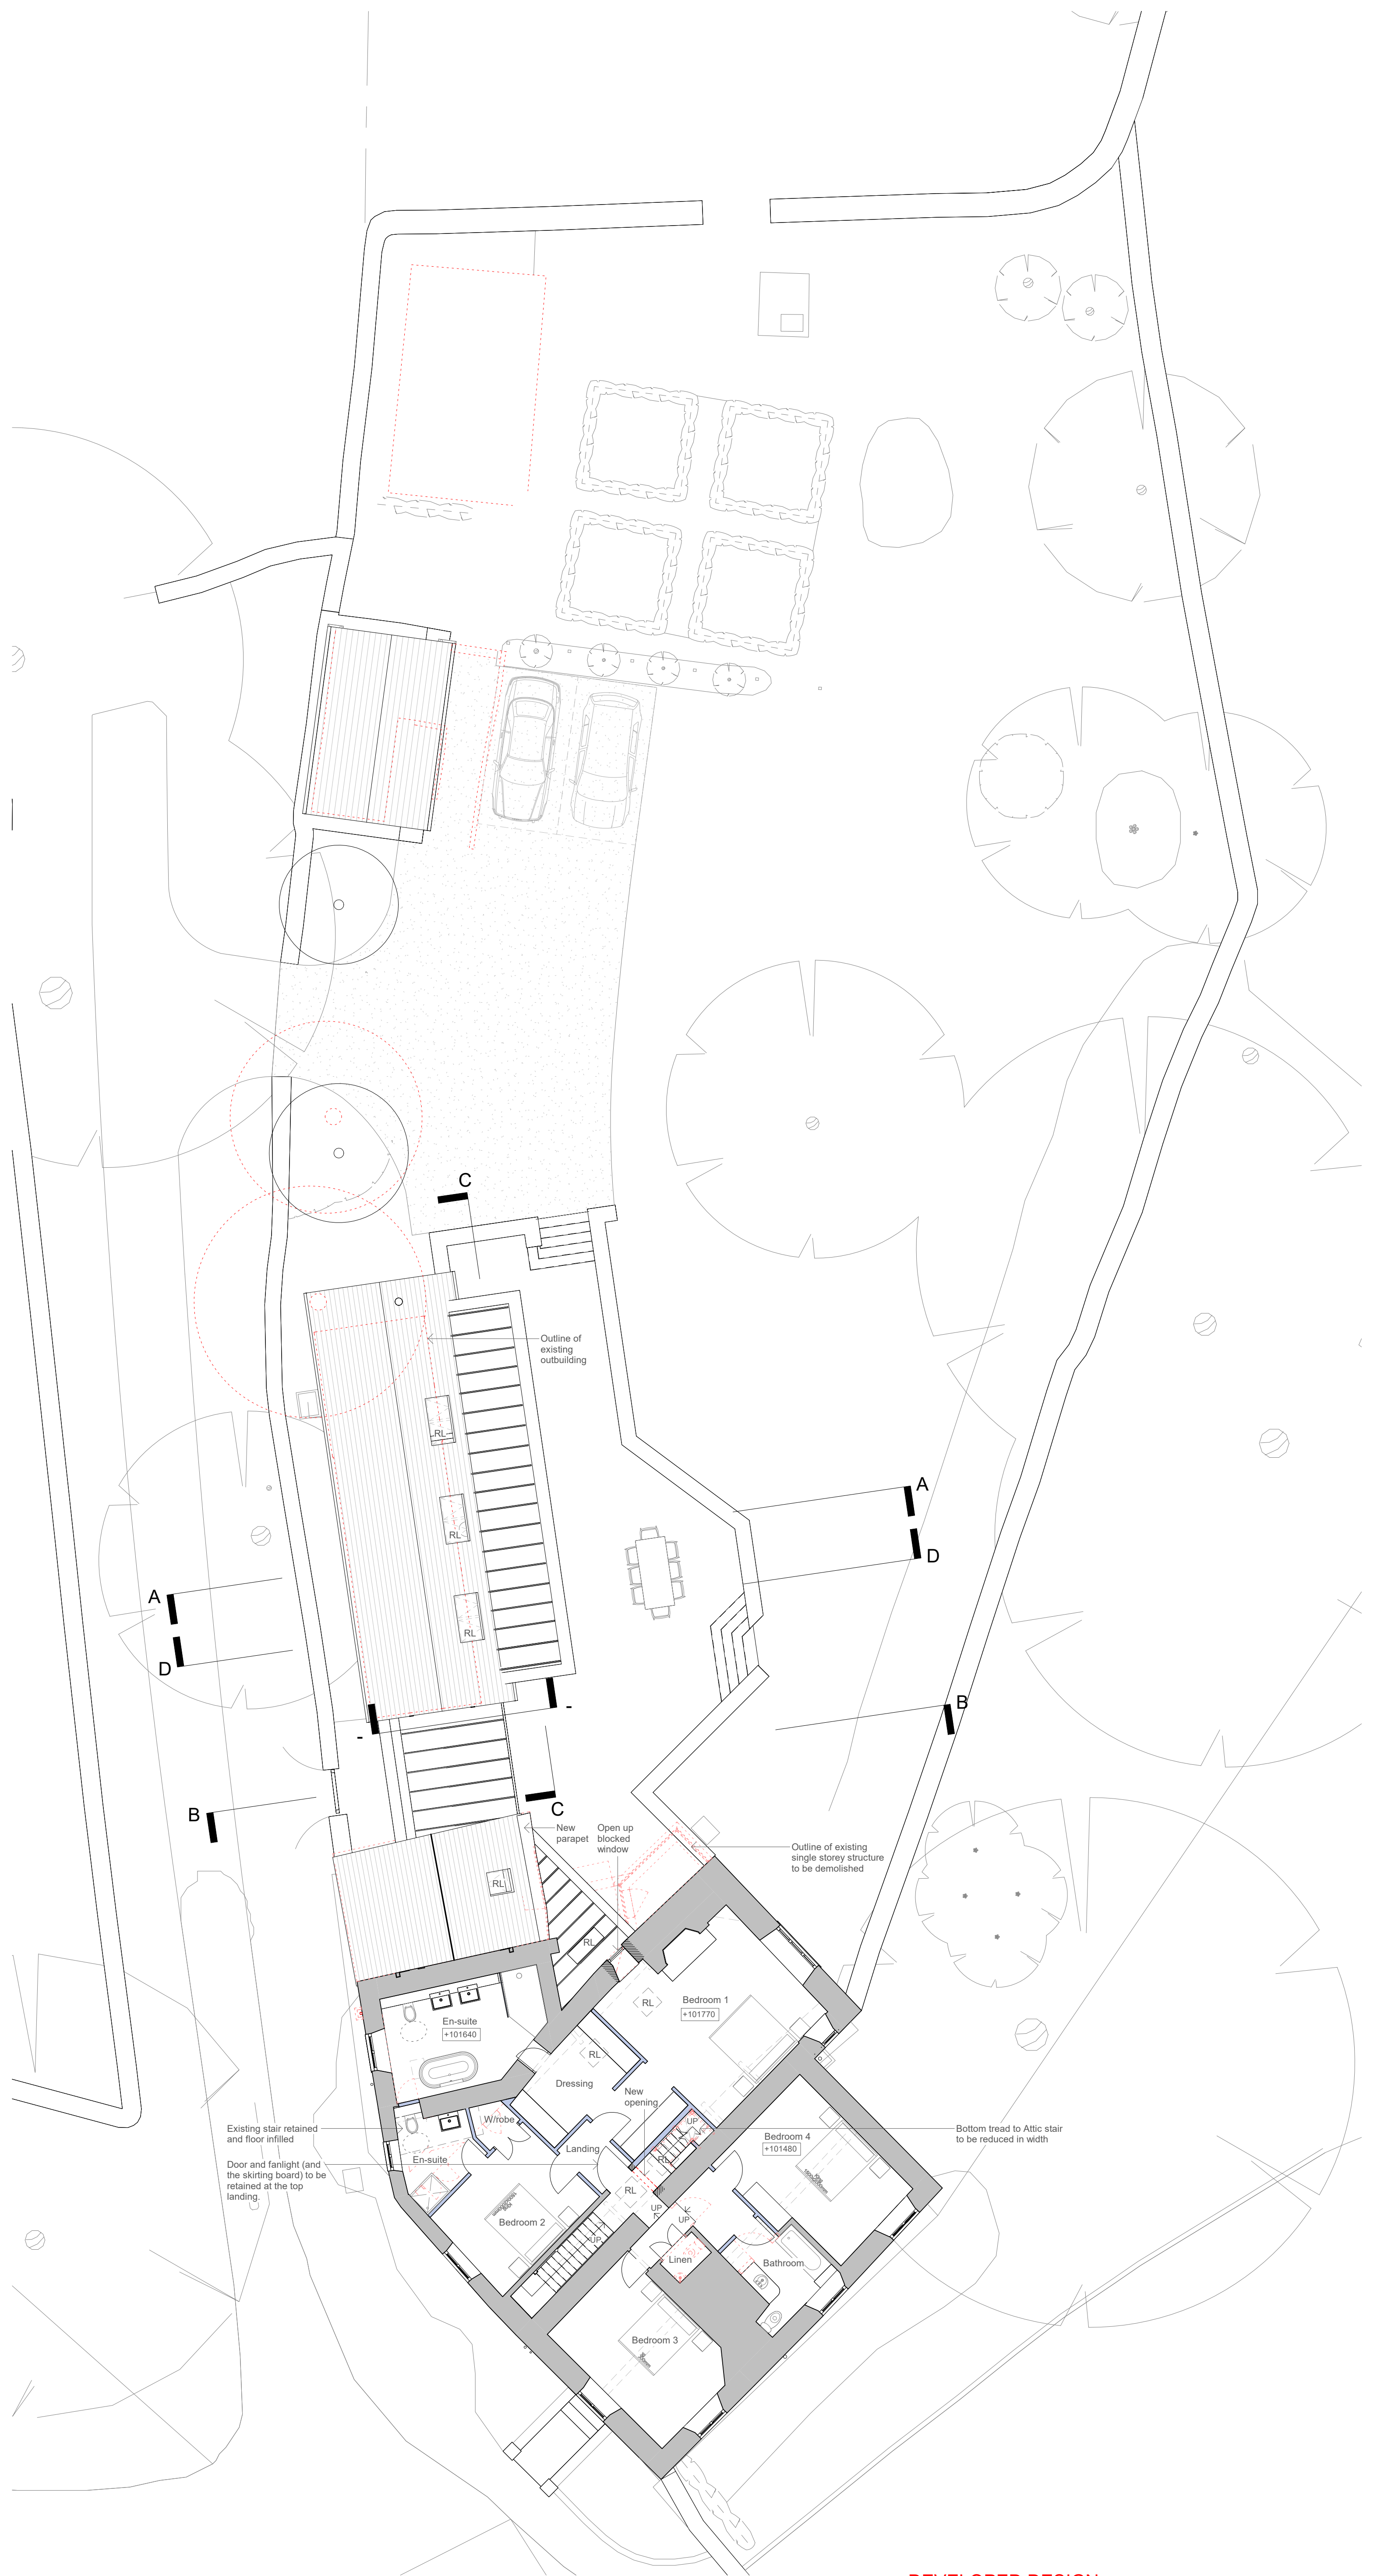 C
Outline of
existing
outbuilding
RL
RL
RL
A
D
A
D
B
-
-
B
C
New
parapet
Open up
blocked
window
Outline of existing
single storey structure
to be demolished
RL
RL
Bedroom 1
+101770
RL
En-suite
+101640
RL
Dressing
New
opening
W/robe
UP
Existing stair retained
and floor infilled
Bottom tread to Attic stair
to be reduced in width
Bedroom 4
+101480
Landing
En-suite
RL
Door and fanlight (and
the skirting board) to be
retained at the top
landing.
RL
UP
UP
Bedroom 2
UP
Linen
Bathroom
Bedroom 3
DEVELOPED DESIGN